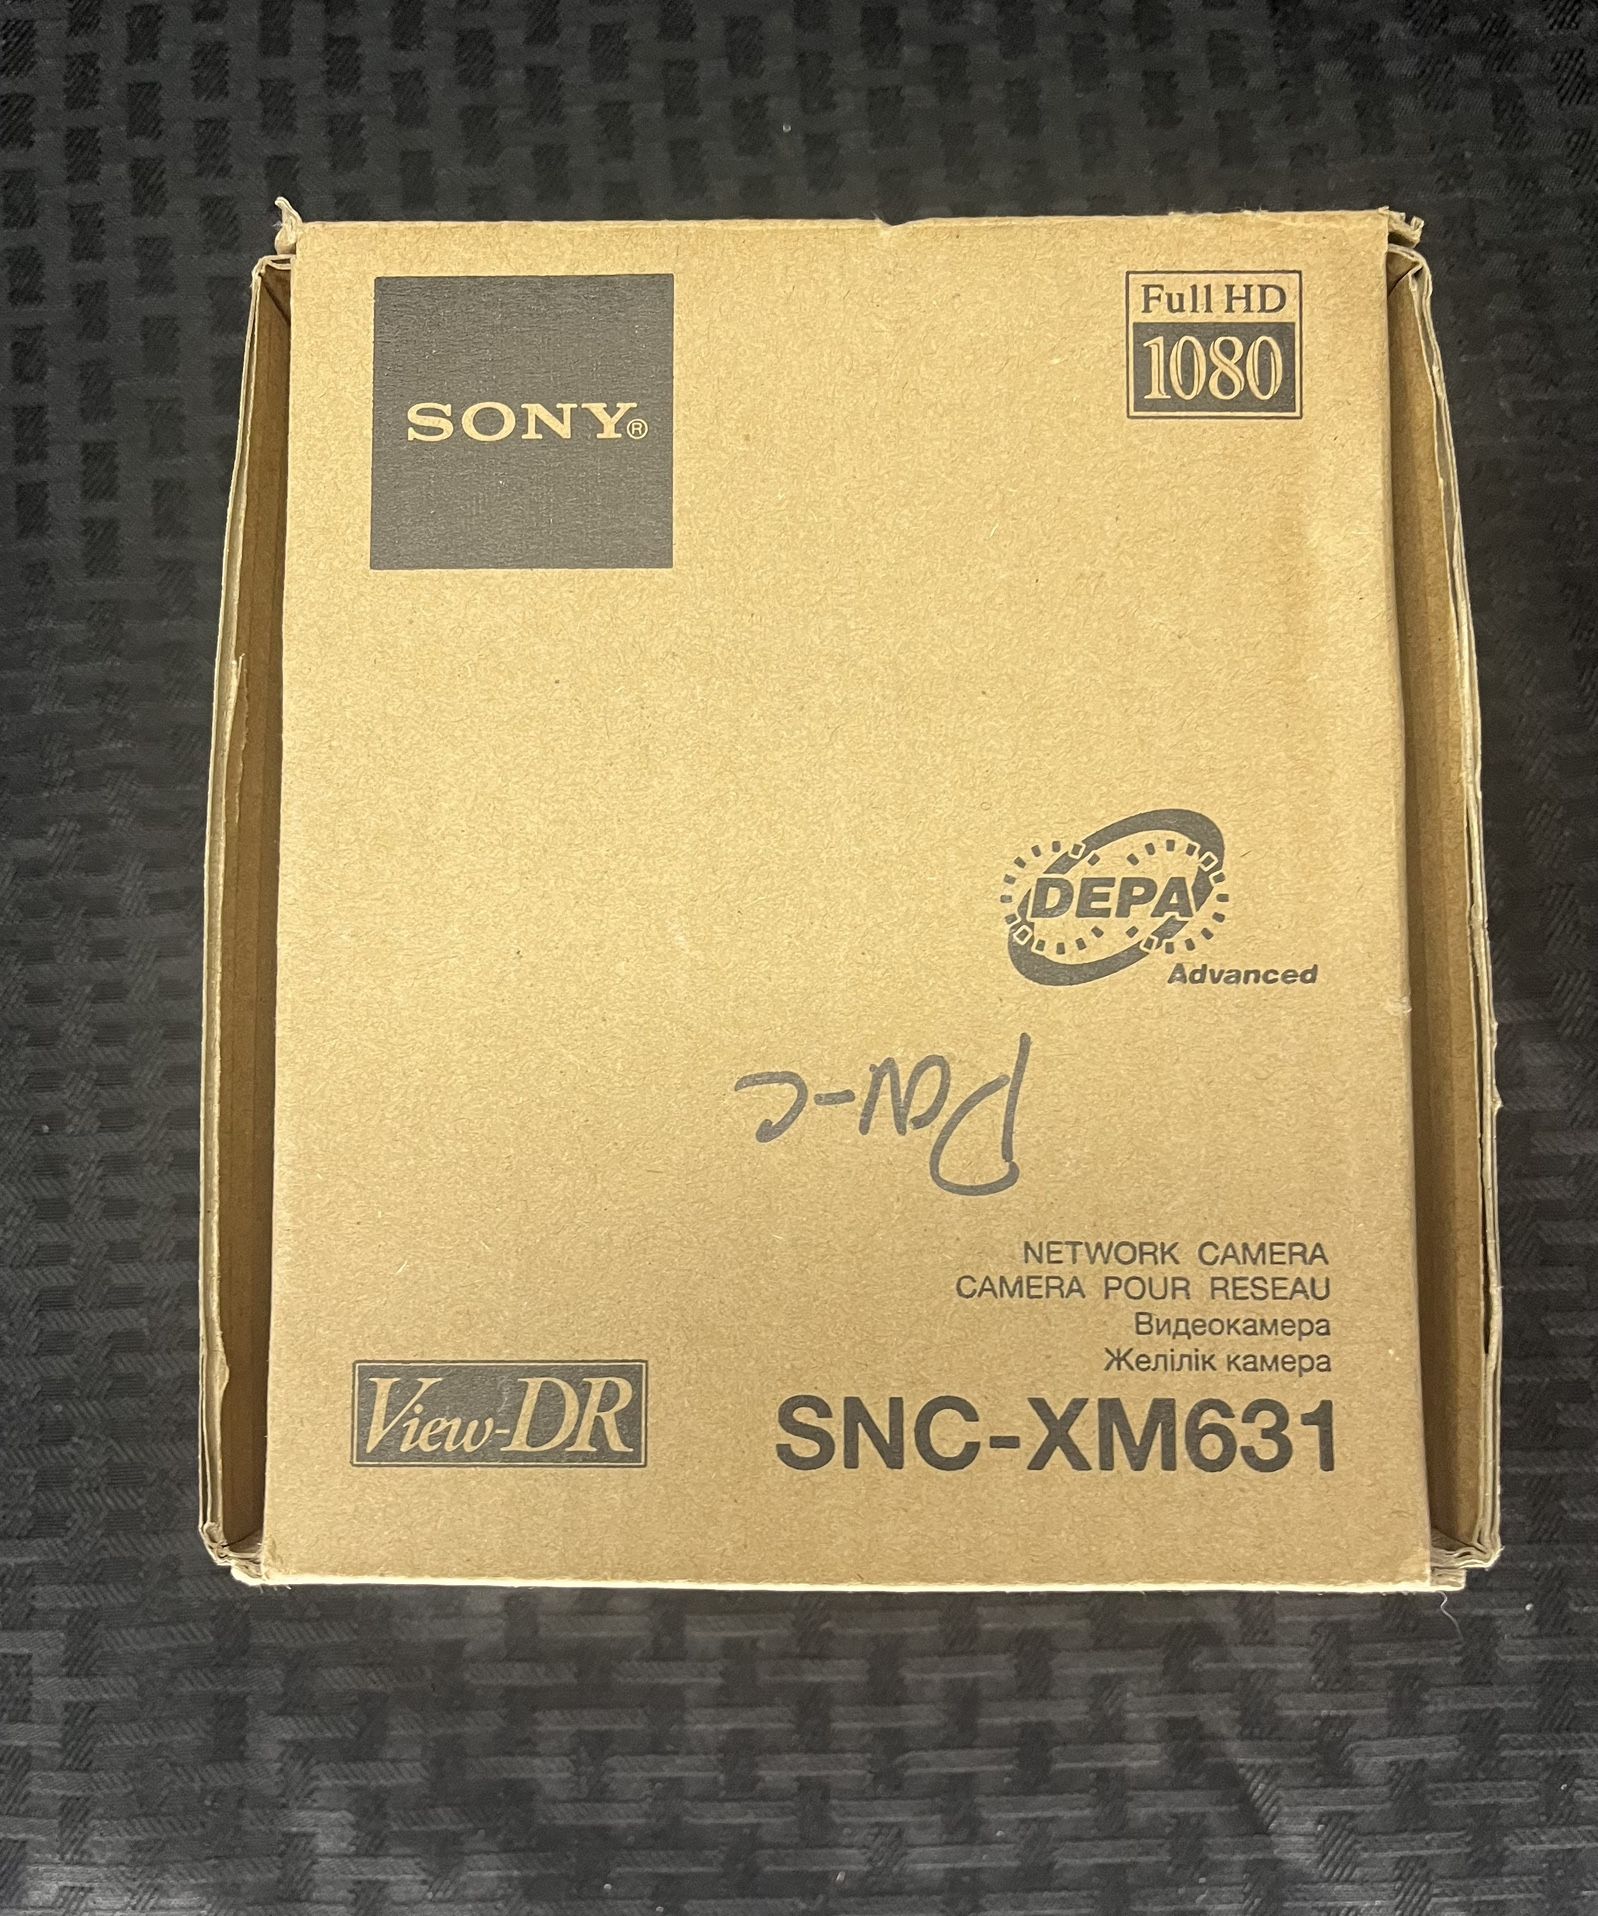 SONY®
Full HD
1080
DEPA
Advanced
NETWORK CAMERA
CAMERA POUR RESEAU
Видеокамера
Желілік камера
View-DR
SNC-XM631